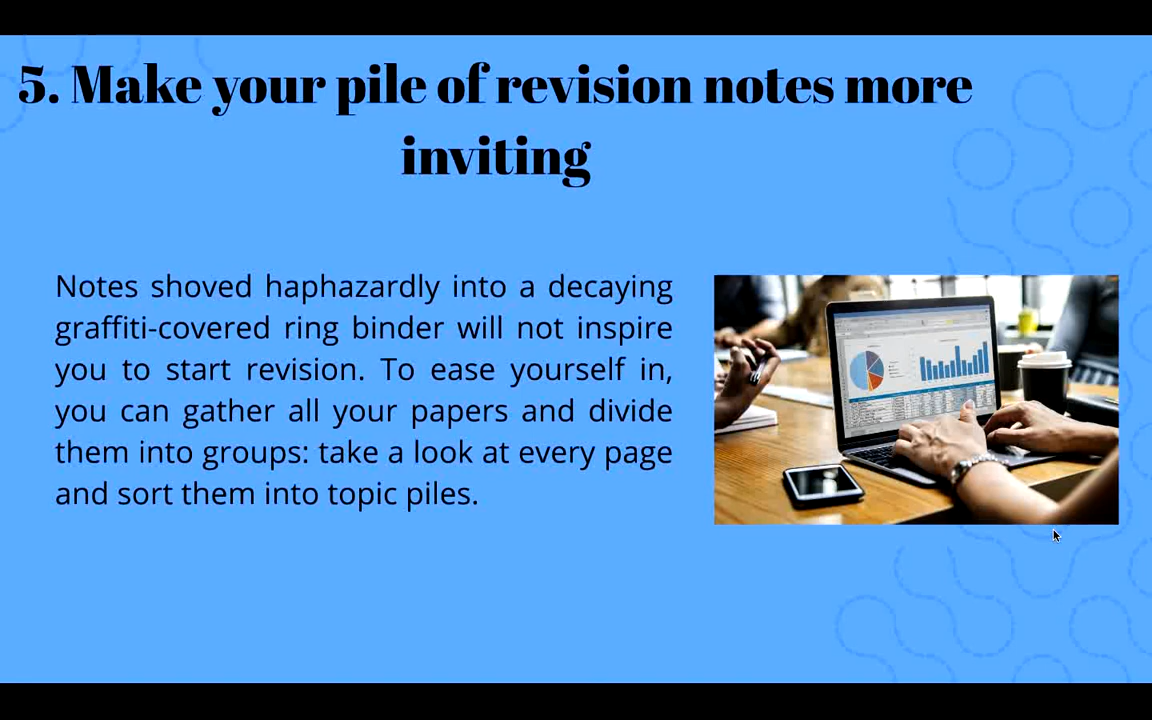 5. Make your pile of revision notes more
inviting
Notes shoved haphazardly into a decaying
graffiti-covered ring binder will not inspire
you to start revision. To ease yourself in,
you can gather all your papers and divide
them into groups: take a look at every page
and sort them into topic piles.